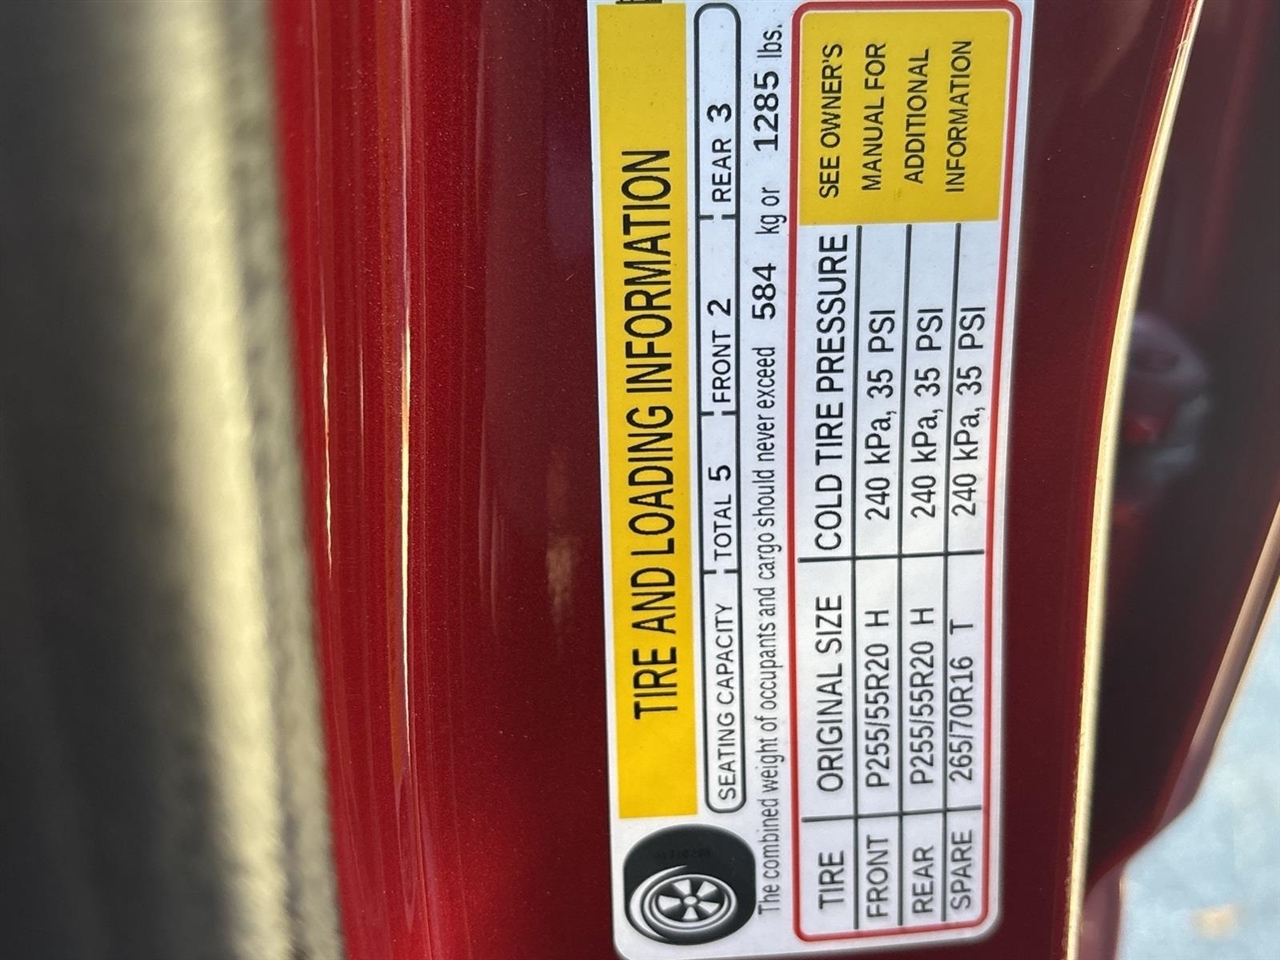 TIRE AND LOADING INFORMATION
SEATING CAPACITY TOTAL 5 FRONT 2 REAR 3
The combined weight of occupants and cargo should never exceed 584 kg or 1285 lbs.
TIRE ORIGINAL SIZE COLD TIRE PRESSURE
FRONT P255/55R20 H 240 kPa, 35 PSI
REAR P255/55R20 H 240 kPa, 35 PSI
SPARE 265/70R16 T 240 kPa, 35 PSI
SEE OWNER'S
MANUAL FOR
ADDITIONAL
INFORMATION